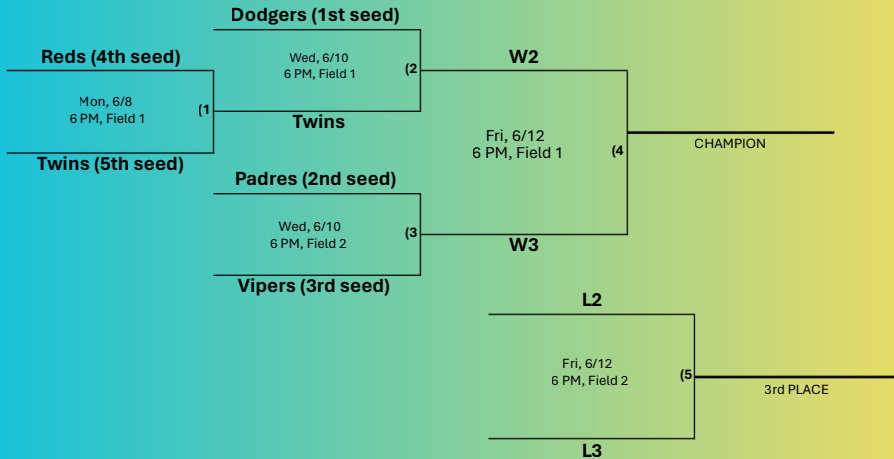 Dodgers (1st seed)
Reds (4th seed)
Wed, 6/10
6 PM, Field 1
(2
W2
Mon, 6/8
6 PM, Field 1
(1
Twins
Twins (5th seed)
Fri, 6/12
6 PM, Field 1
(4
CHAMPION
Padres (2nd seed)
Wed, 6/10
6 PM, Field 2
(3
W3
Vipers (3rd seed)
L2
Fri, 6/12
6 PM, Field 2
(5
3rd PLACE
L3